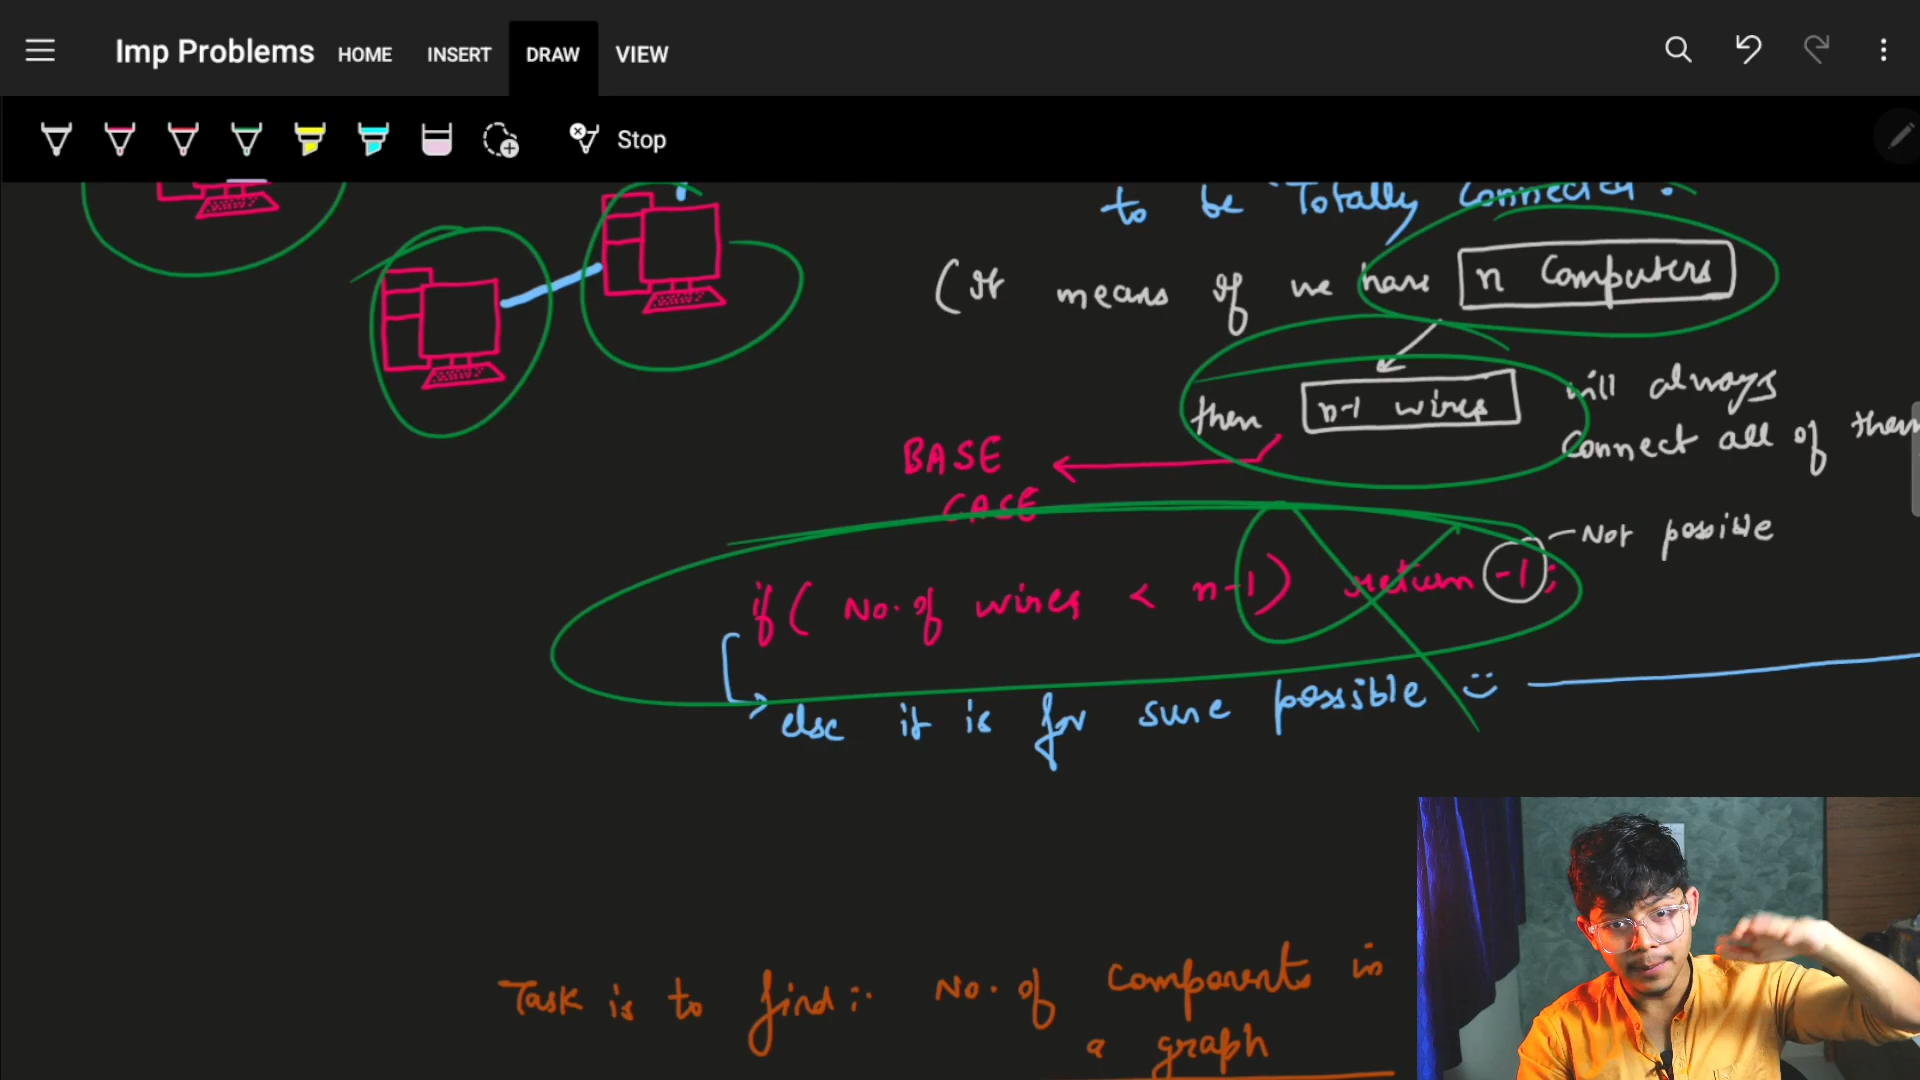 Imp Problems HOME INSERT DRAW VIEW
Stop
to be Totally Connected.
(It means if we have n Computers
then n-1 wires will always
Connect all of them
BASE
CASE
Not possible
if ( No. of wires < n-1) return -1;
else it is for sure possible
Task is to find :- No. of Components in
a graph